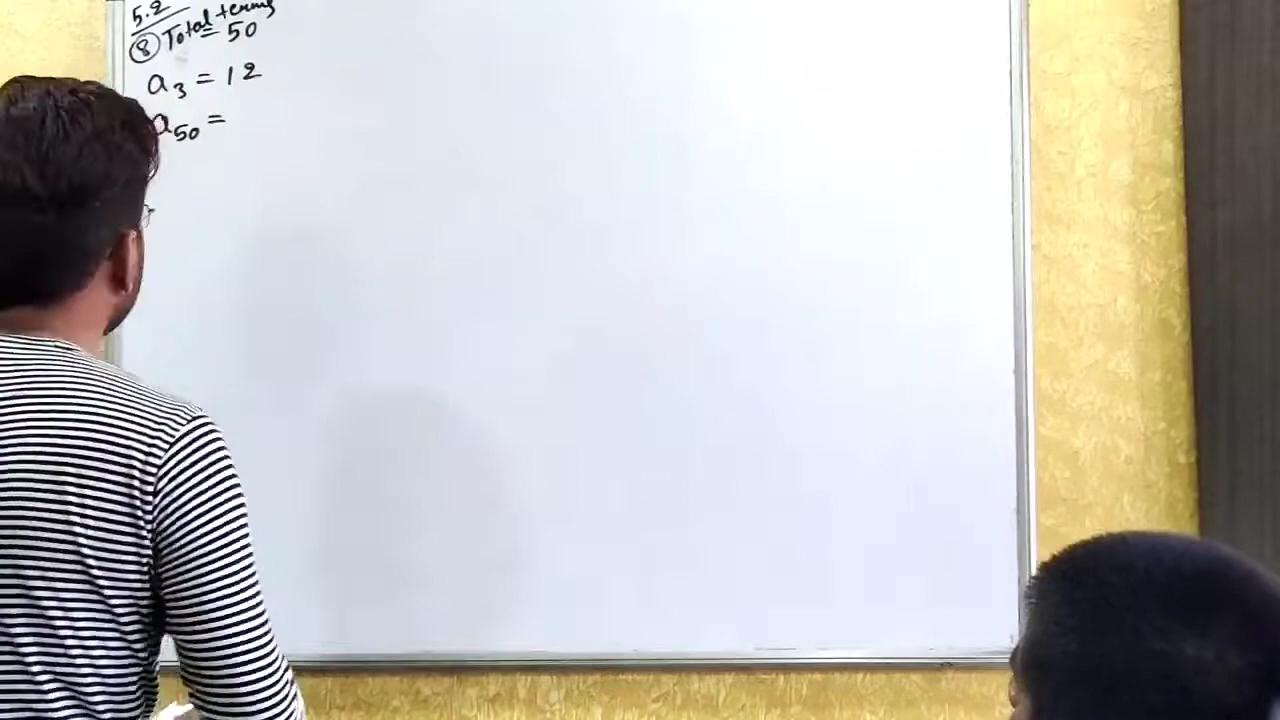 5.2
⑧ Total terms
= 50
a₃ = 12
a₅₀ =